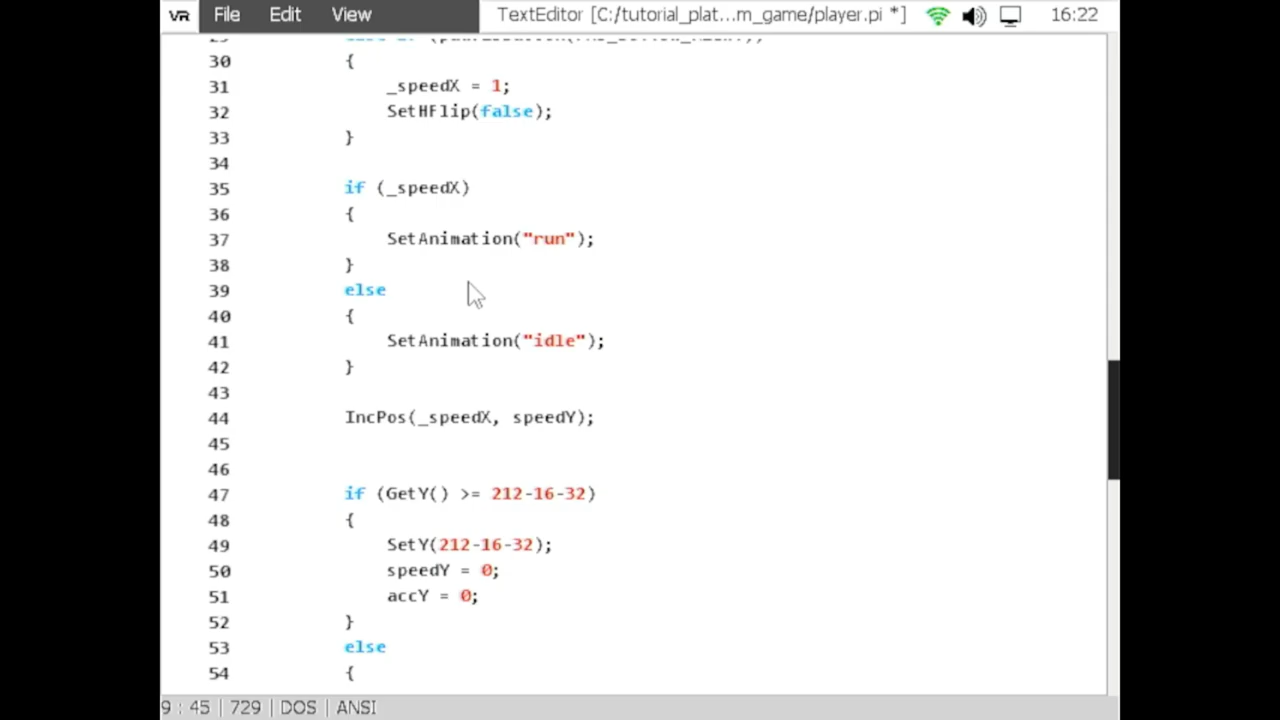 VR File Edit View TextEditor [C:/tutorial_plat...m_game/player.pi *] 16:22
29
30 {
31 _speedX = 1;
32 SetHFlip(false);
33 }
34
35 if (_speedX)
36 {
37 SetAnimation("run");
38 }
39 else
40 {
41 SetAnimation("idle");
42 }
43
44 IncPos(_speedX, speedY);
45
46
47 if (GetY() >= 212-16-32)
48 {
49 SetY(212-16-32);
50 speedY = 0;
51 accY = 0;
52 }
53 else
54 {
9 : 45 | 729 | DOS | ANSI